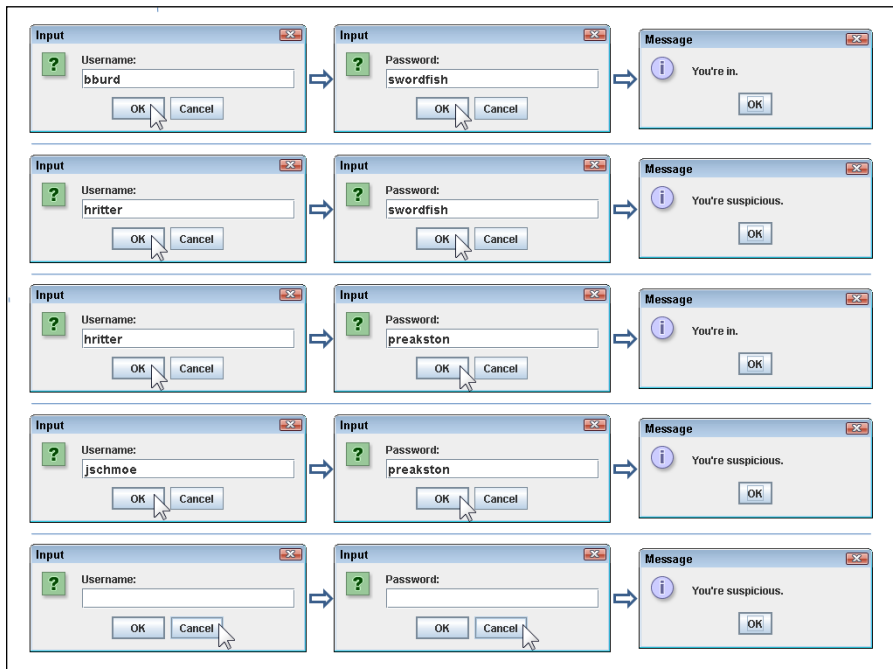 Input
Username:
bburd
OK Cancel
Input
Password:
swordfish
OK Cancel
Message
You're in.
OK
Input
Username:
hritter
OK Cancel
Input
Password:
swordfish
OK Cancel
Message
You're suspicious.
OK
Input
Username:
hritter
OK Cancel
Input
Password:
preakston
OK Cancel
Message
You're in.
OK
Input
Username:
jschmoe
OK Cancel
Input
Password:
preakston
OK Cancel
Message
You're suspicious.
OK
Input
Username:
OK Cancel
Input
Password:
OK Cancel
Message
You're suspicious.
OK